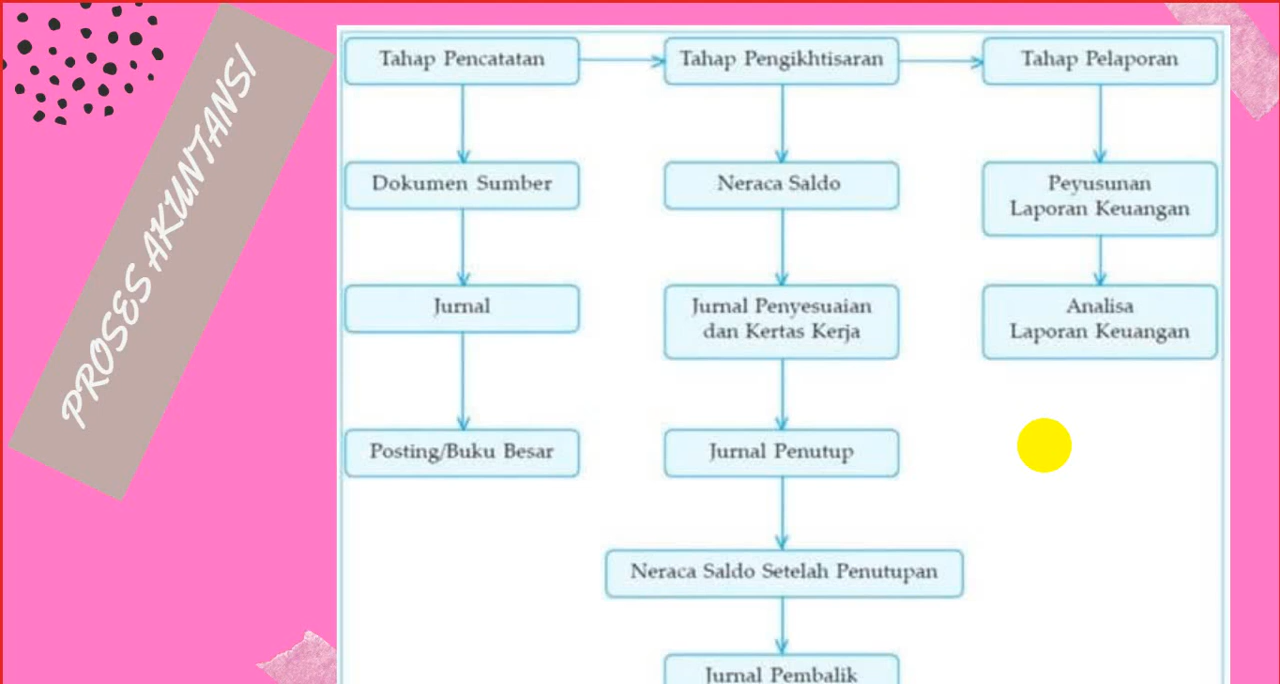 PROSES AKUNTANSI
Tahap Pencatatan
Tahap Pengikhtisaran
Tahap Pelaporan
Dokumen Sumber
Neraca Saldo
Peyusunan
Laporan Keuangan
Jurnal
Jurnal Penyesuaian
dan Kertas Kerja
Analisa
Laporan Keuangan
Posting/Buku Besar
Jurnal Penutup
Neraca Saldo Setelah Penutupan
Jurnal Pembalik